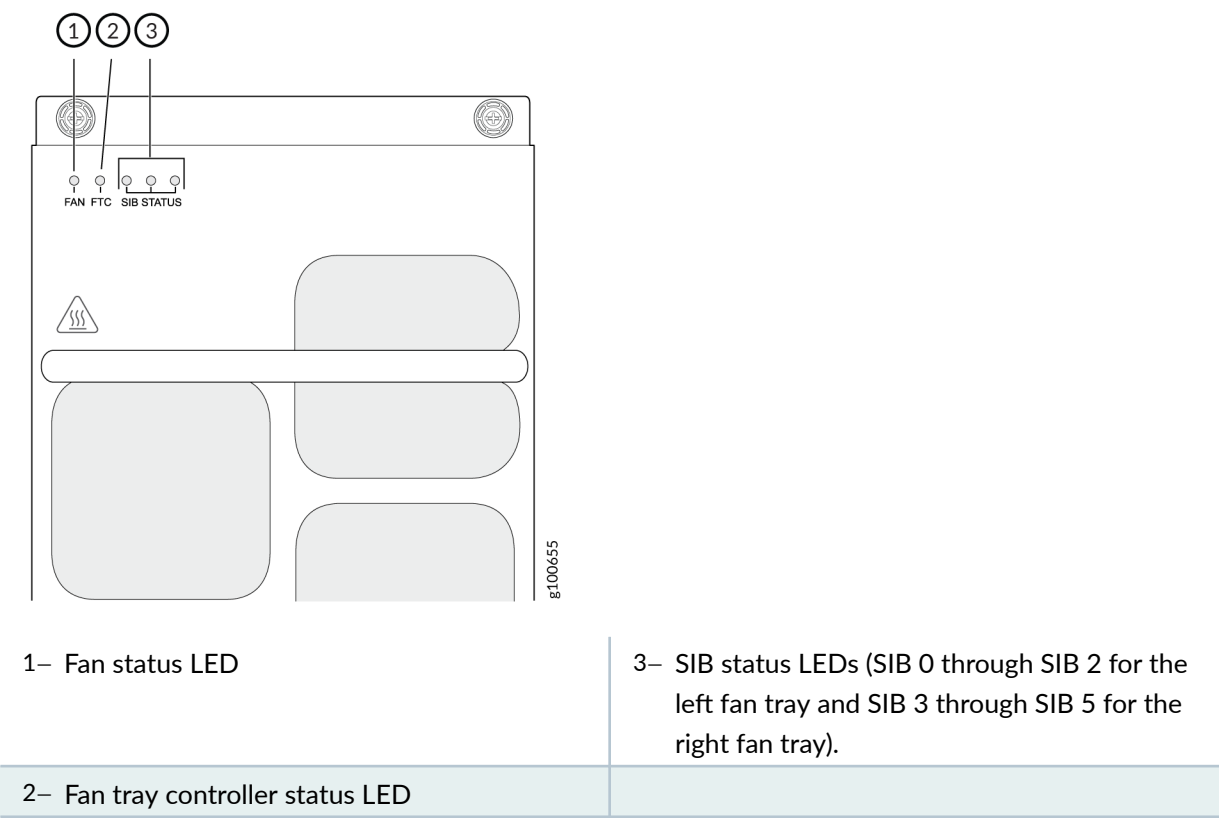 1 2 3
FAN FTC SIB STATUS
g100655
1– Fan status LED
3– SIB status LEDs (SIB 0 through SIB 2 for the
left fan tray and SIB 3 through SIB 5 for the
right fan tray).
2– Fan tray controller status LED